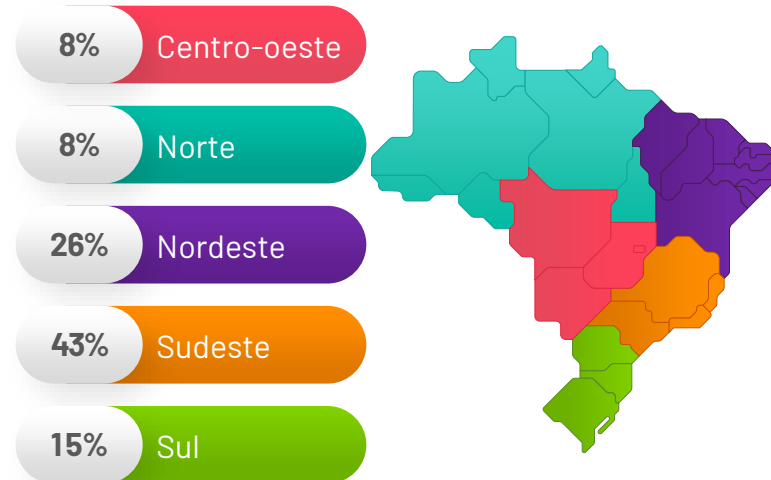 8% Centro-oeste
8% Norte
26% Nordeste
43% Sudeste
15% Sul